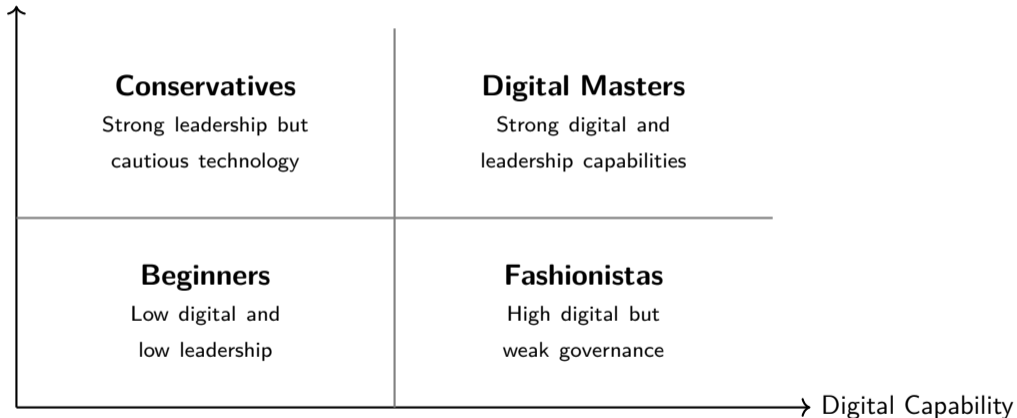 Conservatives
Strong leadership but
cautious technology
Digital Masters
Strong digital and
leadership capabilities
Beginners
Low digital and
low leadership
Fashionistas
High digital but
weak governance
Digital Capability